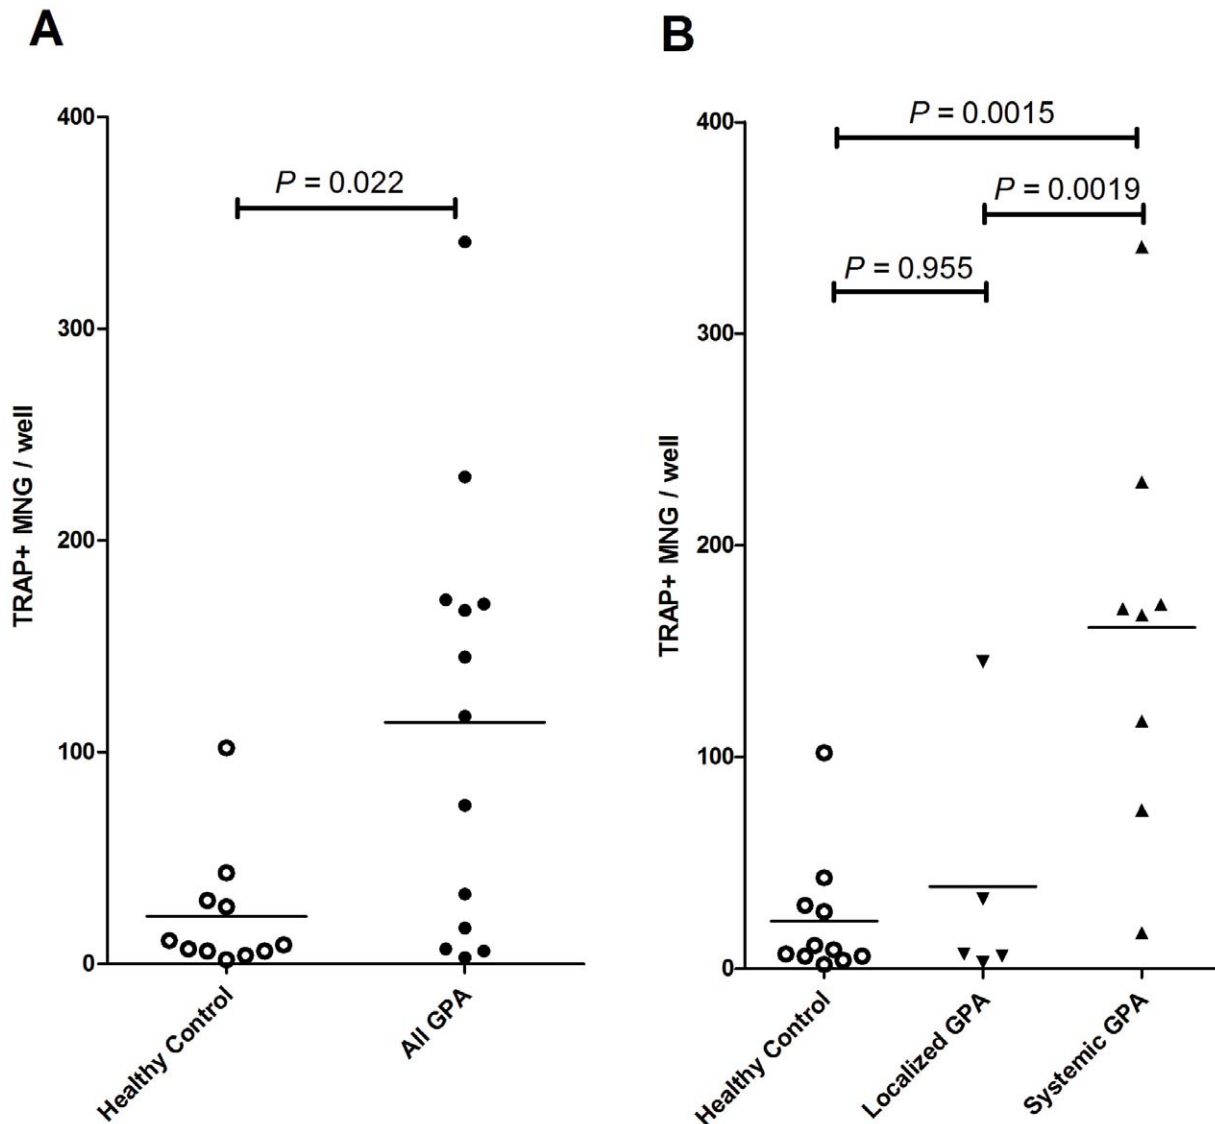 A
400
300
200
100
0
TRAP+ MNG / well
P = 0.022
Healthy Control
All GPA
B
400
300
200
100
0
TRAP+ MNG / well
P = 0.0015
P = 0.0019
P = 0.955
Healthy Control
Localized GPA
Systemic GPA